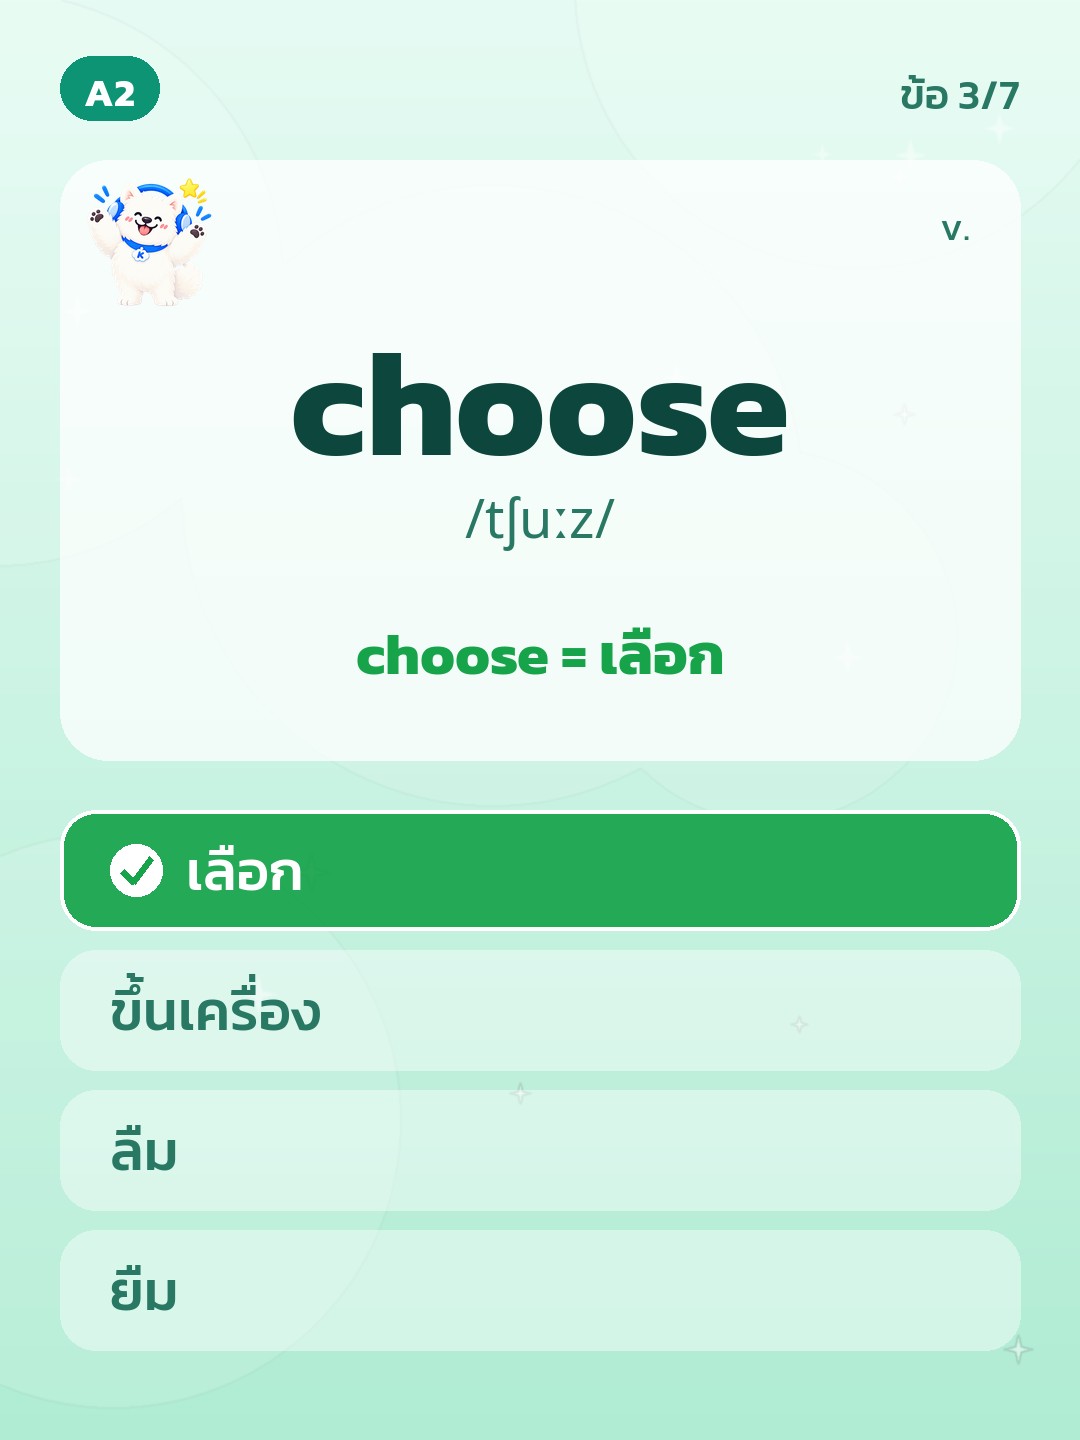 A2
ข้อ 3/7
v.
K
choose
/tʃuːz/
choose = เลือก
เลือก
ขึ้นเครื่อง
ลืม
ยืม